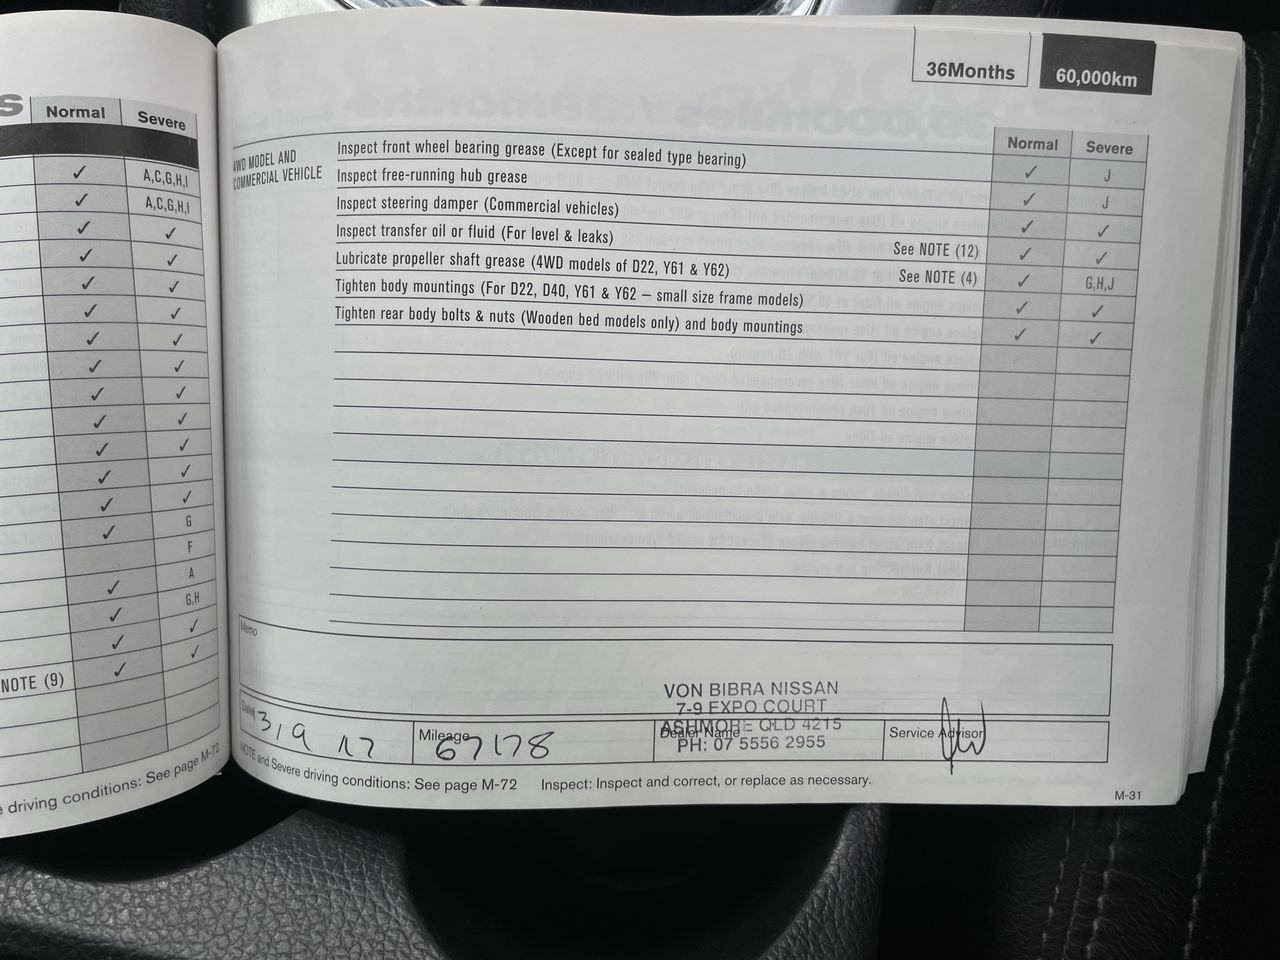 S
Normal Severe
✓ A,C,G,H,I
✓ A,C,G,H,I
✓ ✓
✓ ✓
✓ ✓
✓ ✓
✓ ✓
✓ ✓
✓ ✓
✓ ✓
✓ ✓
✓ ✓
✓ ✓
✓ G
F
✓ A
✓ G,H
✓ ✓
NOTE (9) ✓ ✓
driving conditions: See page M-72
36Months 60,000km
Normal Severe
4WD MODEL AND
COMMERCIAL VEHICLE
Inspect front wheel bearing grease (Except for sealed type bearing) ✓ J
Inspect free-running hub grease ✓ J
Inspect steering damper (Commercial vehicles) ✓ ✓
Inspect transfer oil or fluid (For level & leaks) See NOTE (12) ✓ ✓
Lubricate propeller shaft grease (4WD models of D22, Y61 & Y62) See NOTE (4) ✓ G,H,J
Tighten body mountings (For D22, D40, Y61 & Y62 – small size frame models) ✓ ✓
Tighten rear body bolts & nuts (Wooden bed models only) and body mountings ✓ ✓
Memo
VON BIBRA NISSAN
7-9 EXPO COURT
ASHMORE QLD 4215
PH: 07 5556 2955
Date
Mileage 67178
Dealer Name
Service Advisor
NOTE and Severe driving conditions: See page M-72 Inspect: Inspect and correct, or replace as necessary.
M-31